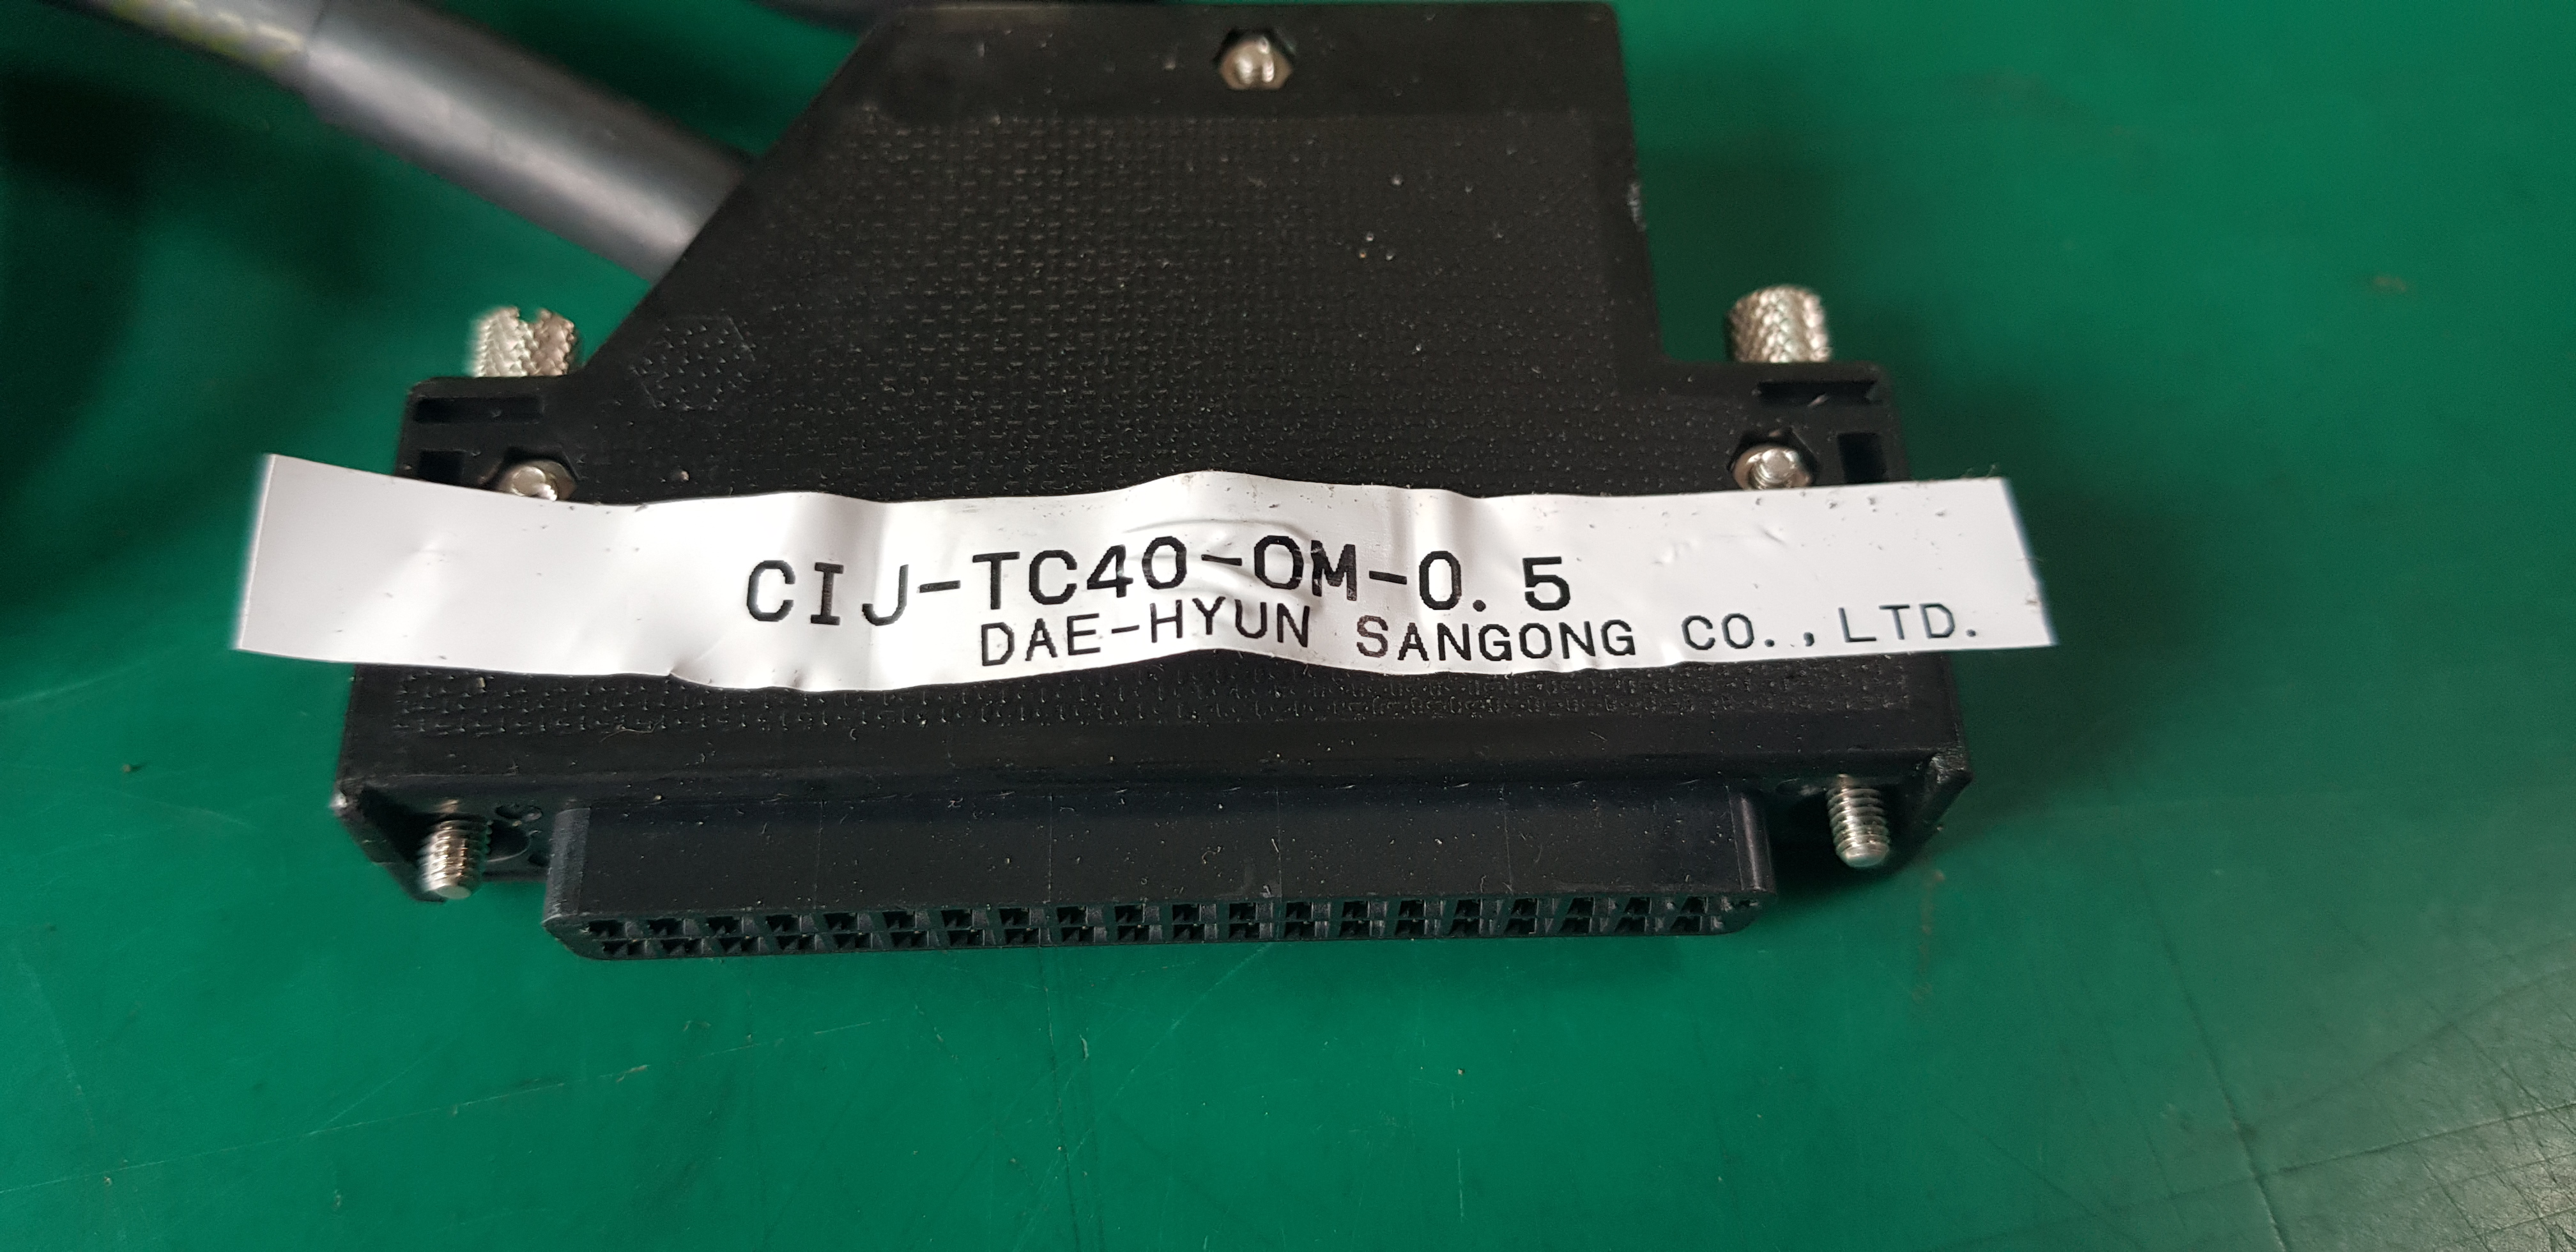 CIJ-TC40-OM-0.5
DAE-HYUN SANGONG CO.,LTD.